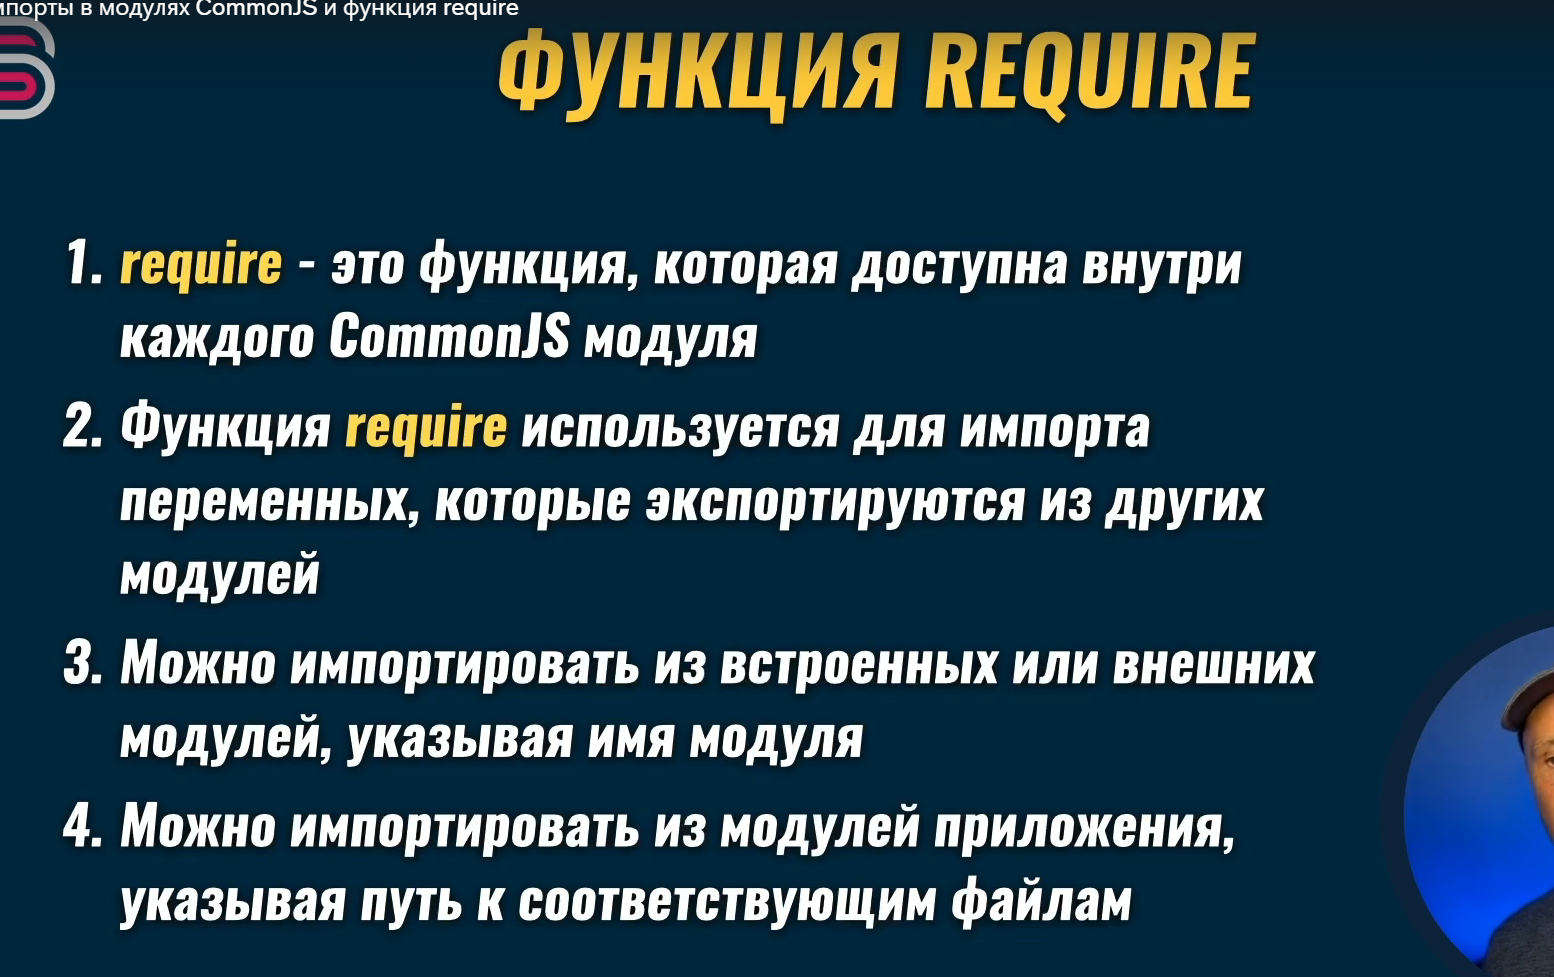 мпорты в модулях CommonJS и функция require
ФУНКЦИЯ REQUIRE
1. require - это функция, которая доступна внутри
каждого CommonJS модуля
2. Функция require используется для импорта
переменных, которые экспортируются из других
модулей
3. Можно импортировать из встроенных или внешних
модулей, указывая имя модуля
4. Можно импортировать из модулей приложения,
указывая путь к соответствующим файлам